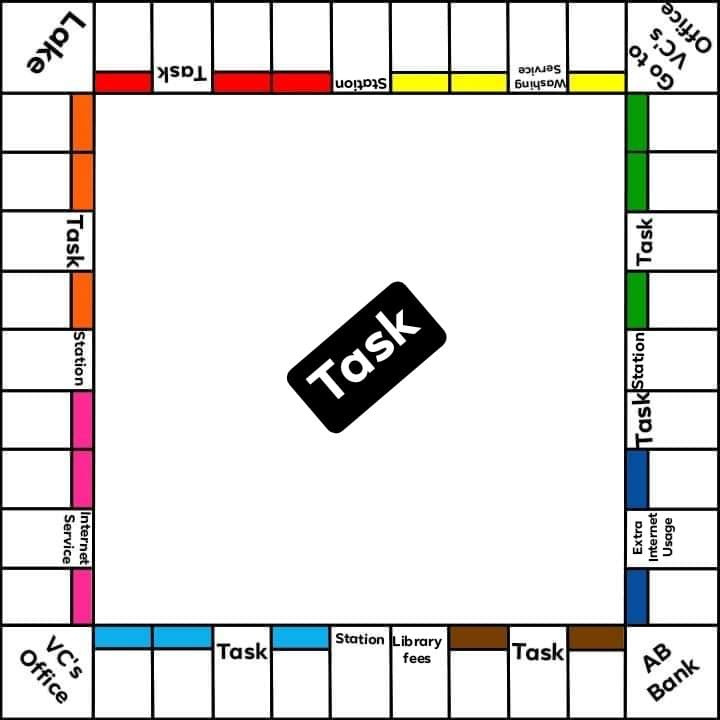 Lake
Task
Station
Washing
Service
Go to
VC's
Office
Task
Task
Station
Station
Task
Task
Internet
Service
Extra
Internet
Usage
VC's
Office
Task
Station
Library
fees
Task
AB
Bank
Task